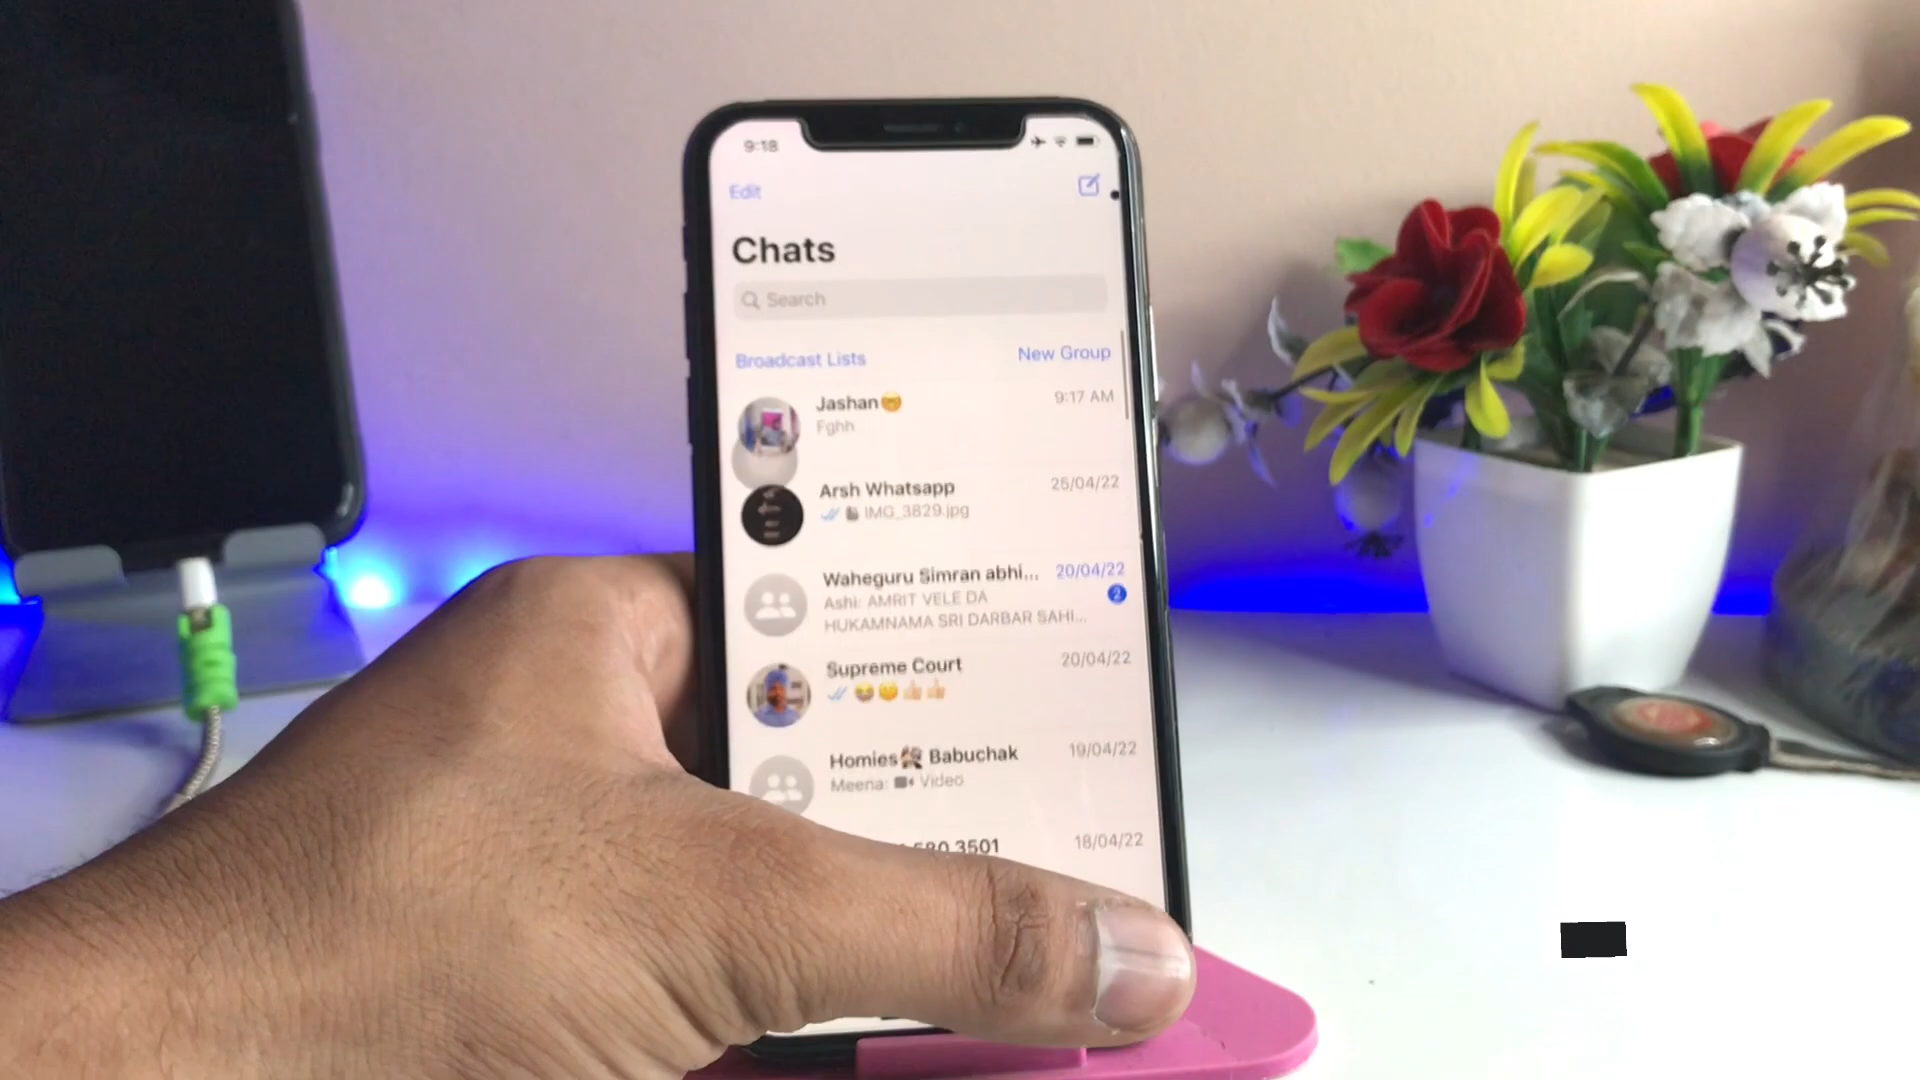 9:18
Edit
Chats
Search
Broadcast Lists
New Group
Jashan🤩
9:17 AM
Fghh
Arsh Whatsapp
25/04/22
IMG_3829.jpg
Waheguru Simran abhi...
20/04/22
Ashi: AMRIT VELE DA
2
HUKAMNAMA SRI DARBAR SAHI...
Supreme Court
20/04/22
😂😁👍👍
Homies Babuchak
19/04/22
Meena: Video
3501
18/04/22